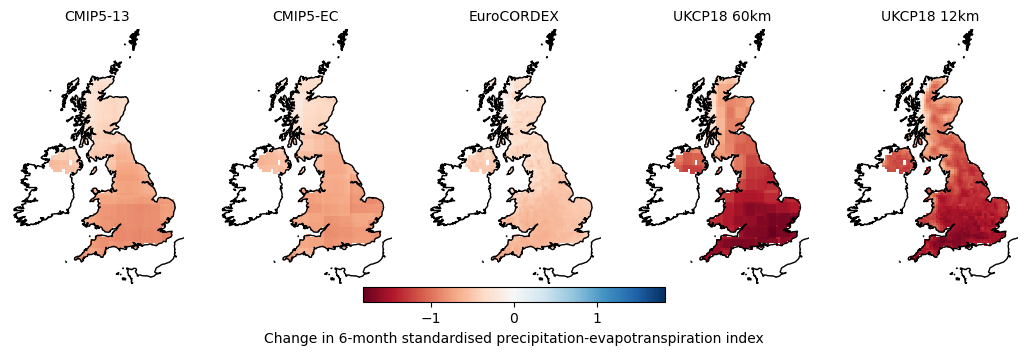 CMIP5-13 CMIP5-EC EuroCORDEX UKCP18 60km UKCP18 12km
−1 0 1
Change in 6-month standardised precipitation-evapotranspiration index